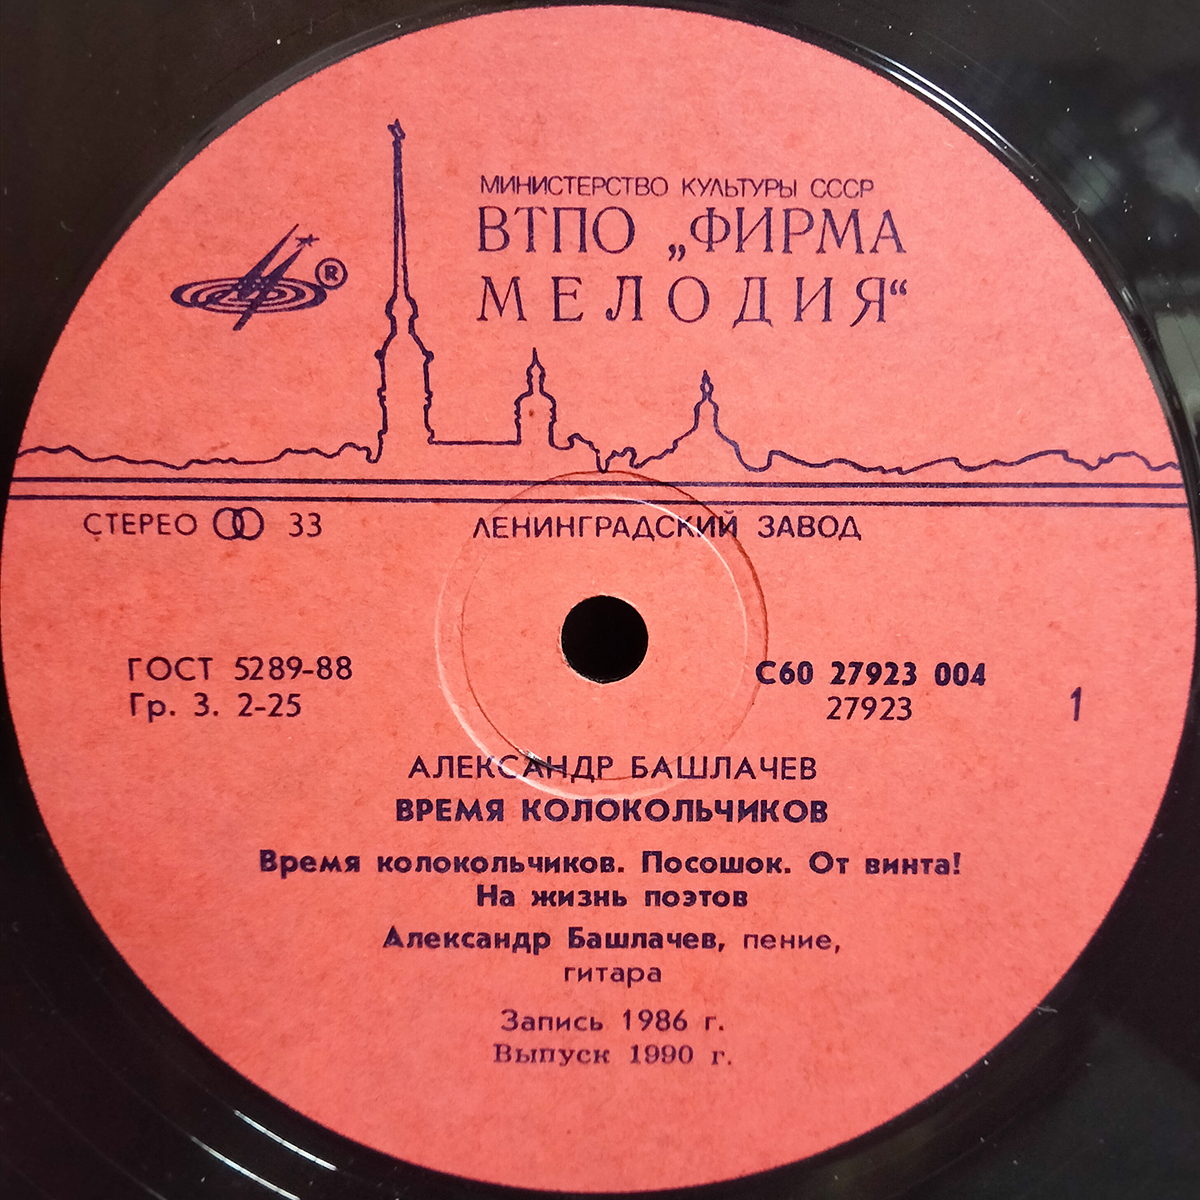 МИНИСТЕРСТВО КУЛЬТУРЫ СССР
ВТПО „ФИРМА
МЕЛОДИЯ“
®
СТЕРЕО 33
ЛЕНИНГРАДСКИЙ ЗАВОД
ГОСТ 5289-88
Гр. 3. 2-25
С60 27923 004
27923
1
АЛЕКСАНДР БАШЛАЧЕВ
ВРЕМЯ КОЛОКОЛЬЧИКОВ
Время колокольчиков. Посошок. От винта!
На жизнь поэтов
Александр Башлачев, пение,
гитара
Запись 1986 г.
Выпуск 1990 г.